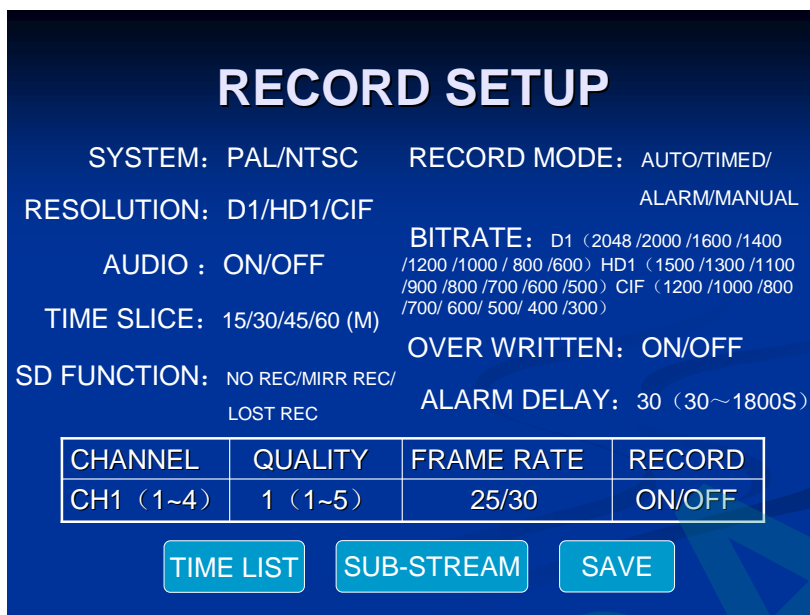 RECORD SETUP
SYSTEM：PAL/NTSC
RESOLUTION：D1/HD1/CIF
AUDIO ：ON/OFF
TIME SLICE：15/30/45/60 (M)
SD FUNCTION：NO REC/MIRR REC/
LOST REC
RECORD MODE：AUTO/TIMED/
ALARM/MANUAL
BITRATE：D1（2048 /2000 /1600 /1400
/1200 /1000 / 800 /600）HD1（1500 /1300 /1100
/900 /800 /700 /600 /500）CIF（1200 /1000 /800
/700/ 600/ 500/ 400 /300）
OVER WRITTEN：ON/OFF
ALARM DELAY：30（30～1800S）
CHANNEL QUALITY FRAME RATE RECORD
CH1（1~4） 1（1~5） 25/30 ON/OFF
TIME LIST SUB-STREAM SAVE